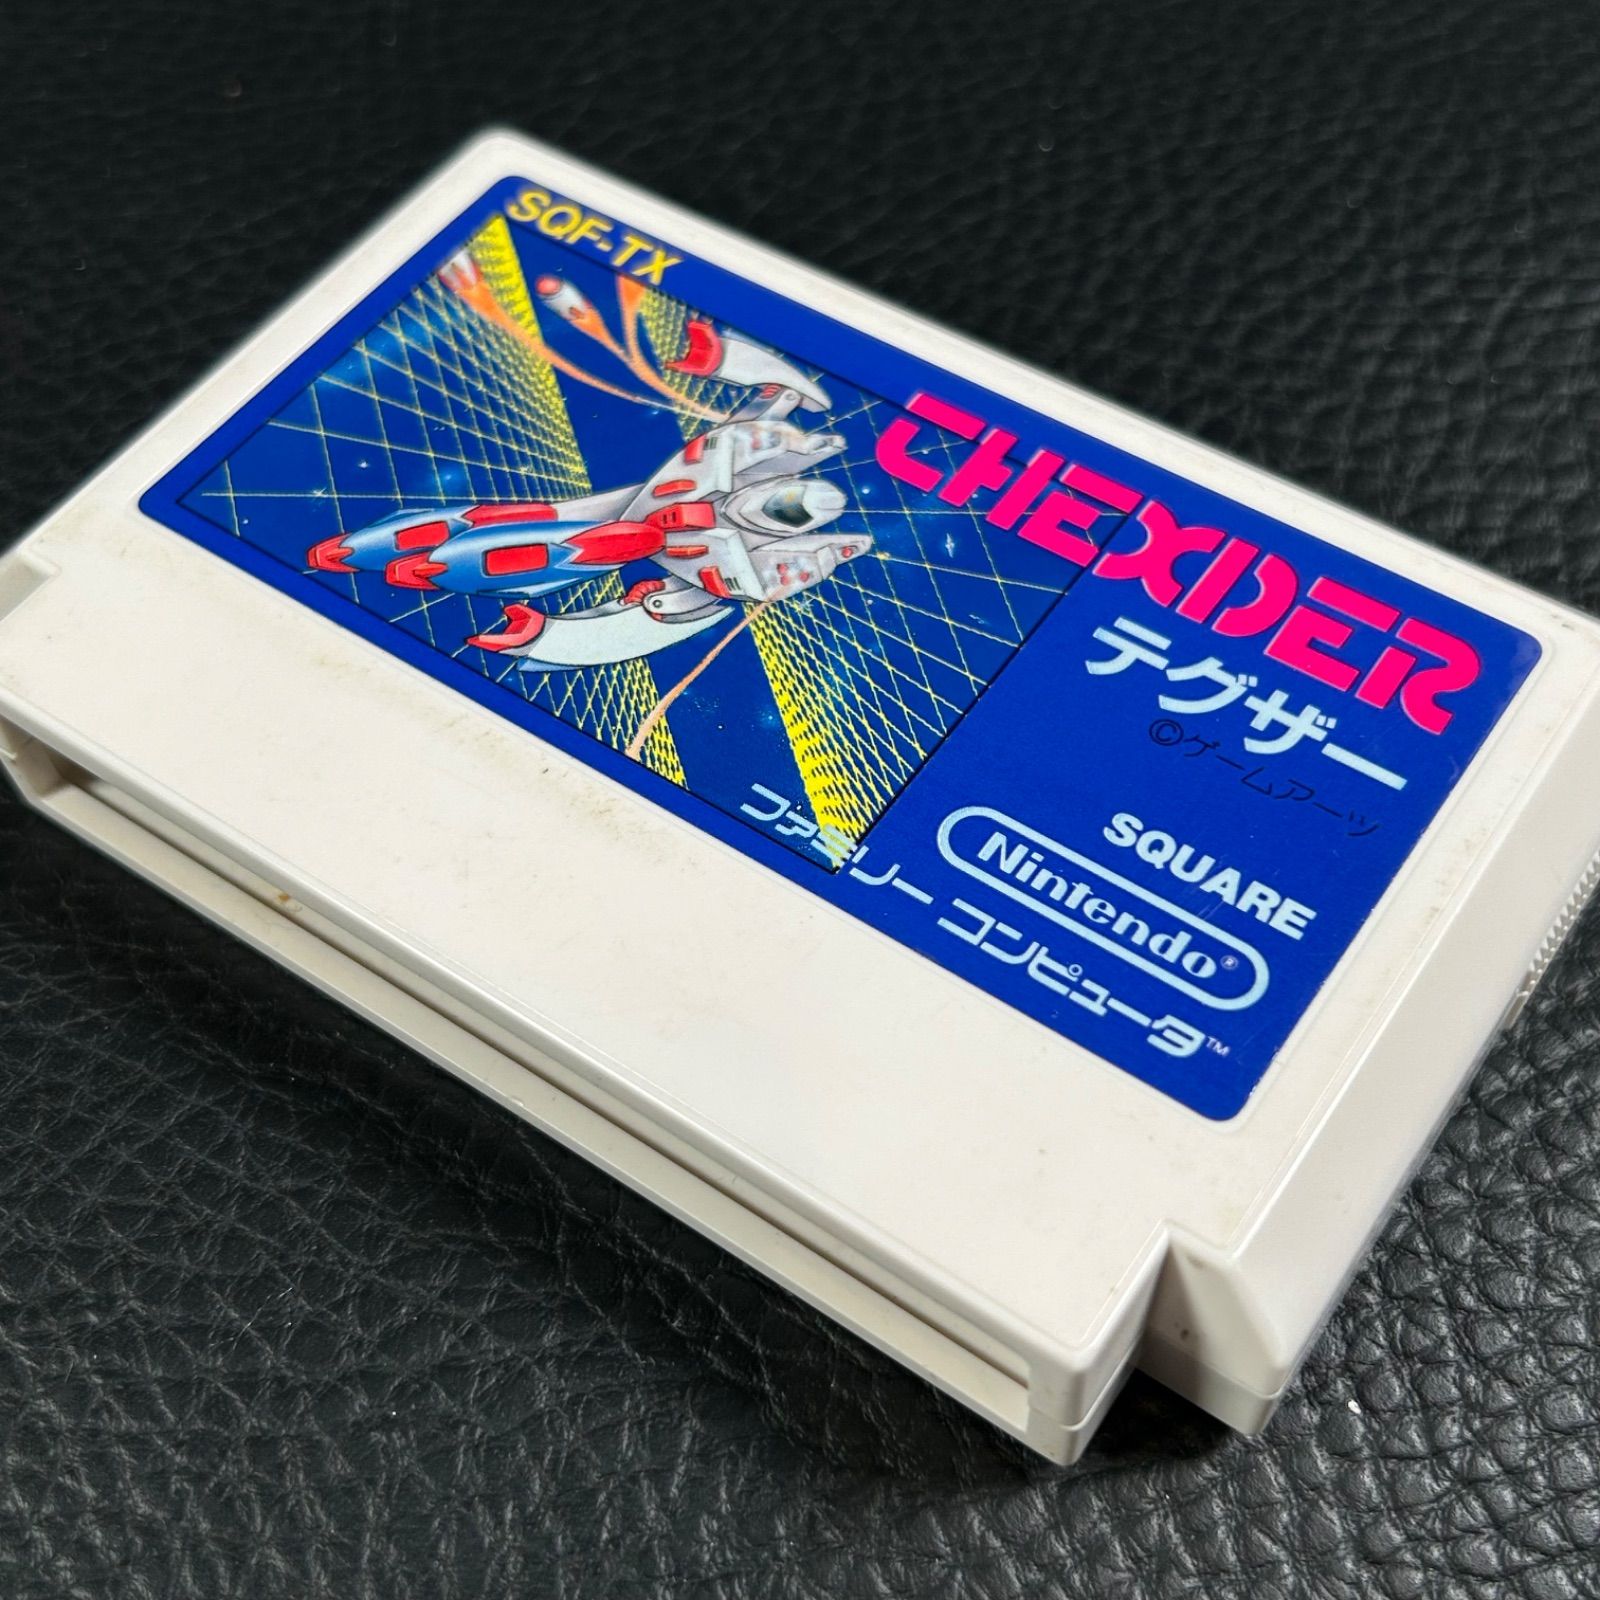 SQF-TX
THEXDER
テグザー
©ゲームアーツ
SQUARE
Nintendo®
ファミリー コンピュータ™